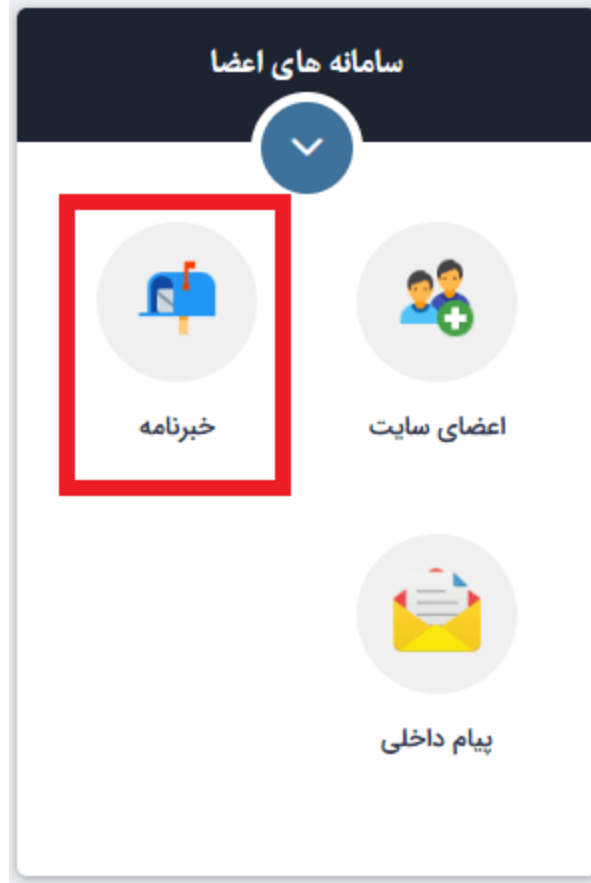 سامانه های اعضا
اعضای سایت
خبرنامه
پیام داخلی